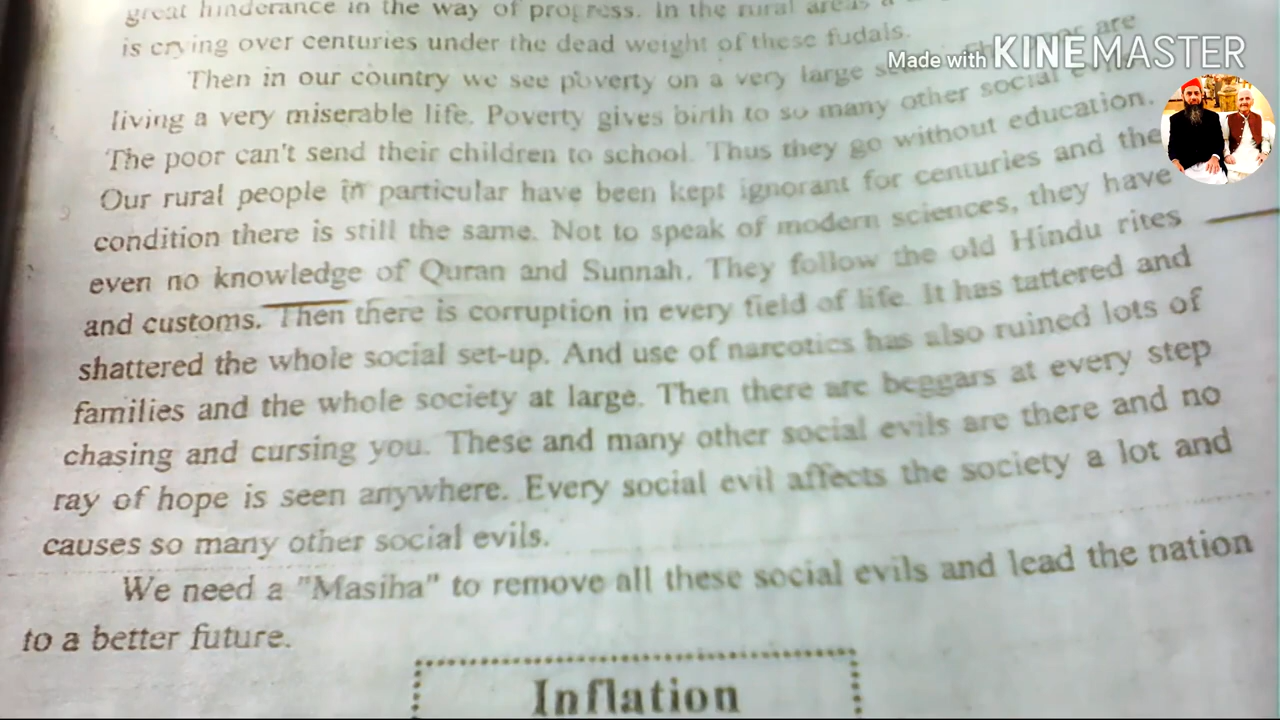 great hinderance in the way of progress. In the rural areas a
is crying over centuries under the dead weight of these fudals.
Made with KINEMASTER
Then in our country we see poverty on a very large are
living a very miserable life. Poverty gives birth to so many other social
The poor can't send their children to school. Thus they go without education.
Our rural people in particular have been kept ignorant for centuries and the
condition there is still the same. Not to speak of modern sciences, they have
even no knowledge of Quran and Sunnah. They follow the old Hindu rites
and customs. Then there is corruption in every field of life. It has tattered and
shattered the whole social set-up. And use of narcotics has also ruined lots of
families and the whole society at large. Then there are beggars at every step
chasing and cursing you. These and many other social evils are there and no
ray of hope is seen anywhere. Every social evil affects the society a lot and
causes so many other social evils.
We need a "Masiha" to remove all these social evils and lead the nation
to a better future.
Inflation